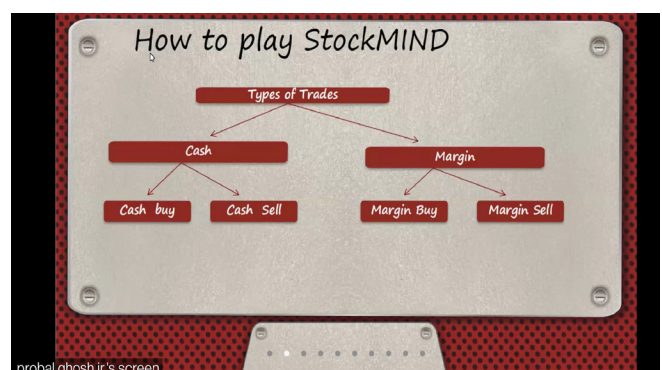 How to play StockMIND
Types of Trades
Cash
Margin
Cash buy
Cash Sell
Margin Buy
Margin Sell
probal ghosh jr.'s screen